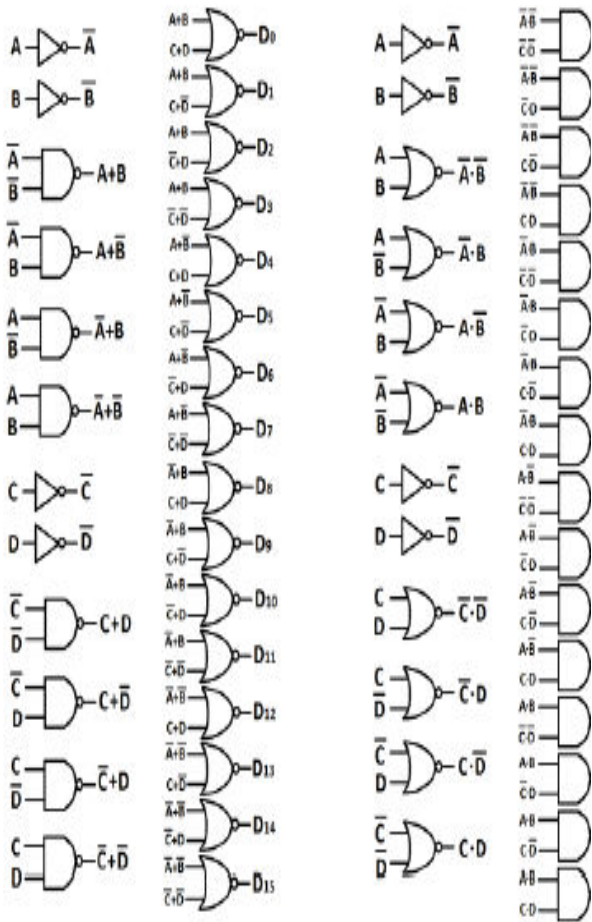 A A̅
B B̅
A̅
B̅ A+B
A̅
B A+B̅
A
B̅ A̅+B
A
B A̅+B̅
C C̅
D D̅
C̅
D̅ C+D
C̅
D C+D̅
C
D̅ C̅+D
C
D C̅+D̅
A+B
C+D D0
A+B
C+D̅ D1
A+B
C̅+D D2
A+B
C̅+D̅ D3
A+B̅
C+D D4
A+B̅
C+D̅ D5
A+B̅
C̅+D D6
A+B̅
C̅+D̅ D7
A̅+B
C+D D8
A̅+B
C+D̅ D9
A̅+B
C̅+D D10
A̅+B
C̅+D̅ D11
A̅+B̅
C+D D12
A̅+B̅
C+D̅ D13
A̅+B̅
C̅+D D14
A̅+B̅
C̅+D̅ D15
A A̅
B B̅
A
B A̅·B̅
A
B̅ A̅·B
A̅
B A·B̅
A̅
B̅ A·B
C C̅
D D̅
C
D C̅·D̅
C
D̅ C̅·D
C̅
D C·D̅
C̅
D̅ C·D
A̅·B̅
C̅·D̅
A̅·B̅
C̅·D
A̅·B̅
C·D̅
A̅·B̅
C·D
A̅·B
C̅·D̅
A̅·B
C̅·D
A̅·B
C·D̅
A̅·B
C·D
A·B̅
C̅·D̅
A·B̅
C̅·D
A·B̅
C·D̅
A·B̅
C·D
A·B
C̅·D̅
A·B
C̅·D
A·B
C·D̅
A·B
C·D